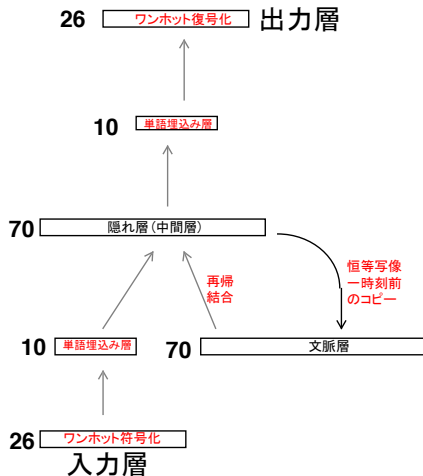 26 ワンホット復号化 出力層
10 単語埋込み層
70 隠れ層(中間層)
再帰
結合
恒等写像
一時刻前
のコピー
10 単語埋込み層
70 文脈層
26 ワンホット符号化
入力層